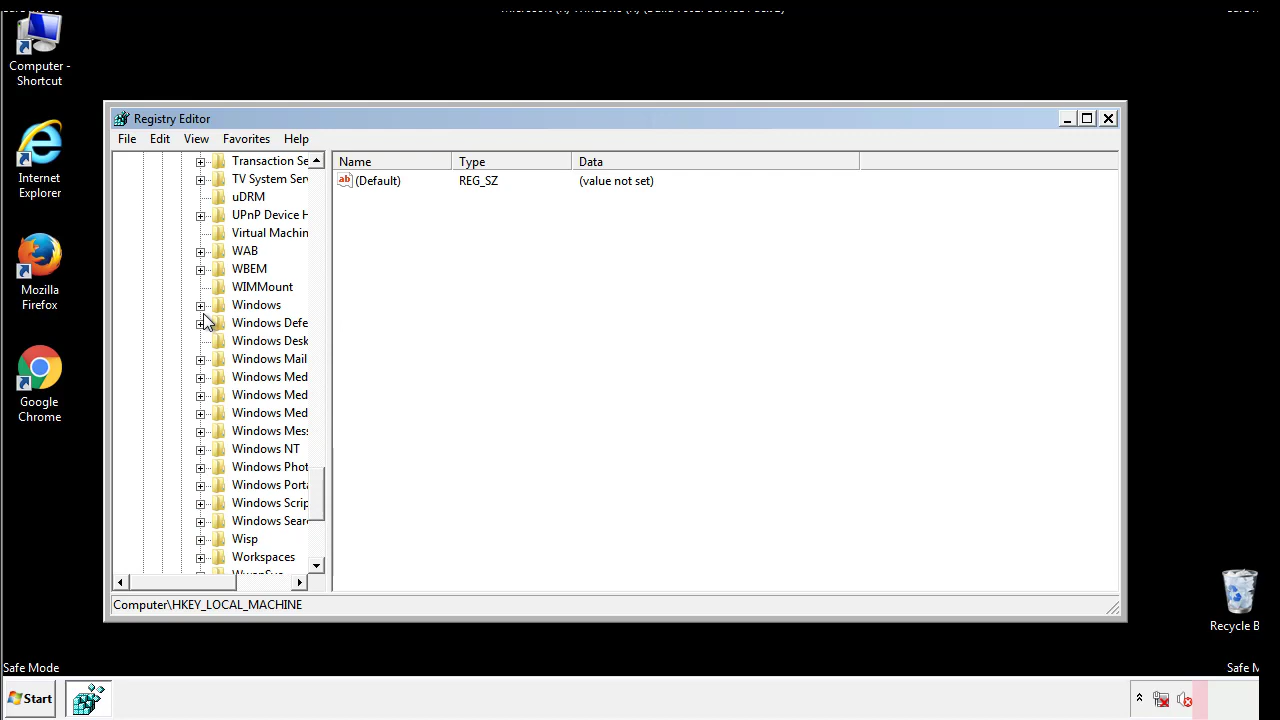 Computer -
Shortcut
Internet
Explorer
Mozilla
Firefox
Google
Chrome
Registry Editor
File Edit View Favorites Help
Transaction Se
TV System Serv
uDRM
UPnP Device H
Virtual Machin
WAB
WBEM
WIMMount
Windows
Windows Defe
Windows Desk
Windows Mail
Windows Med
Windows Med
Windows Med
Windows Mess
Windows NT
Windows Phot
Windows Porta
Windows Scrip
Windows Sear
Wisp
Workspaces
Name Type Data
(Default) REG_SZ (value not set)
Computer\HKEY_LOCAL_MACHINE
Recycle B
Safe Mode
Safe M
Start